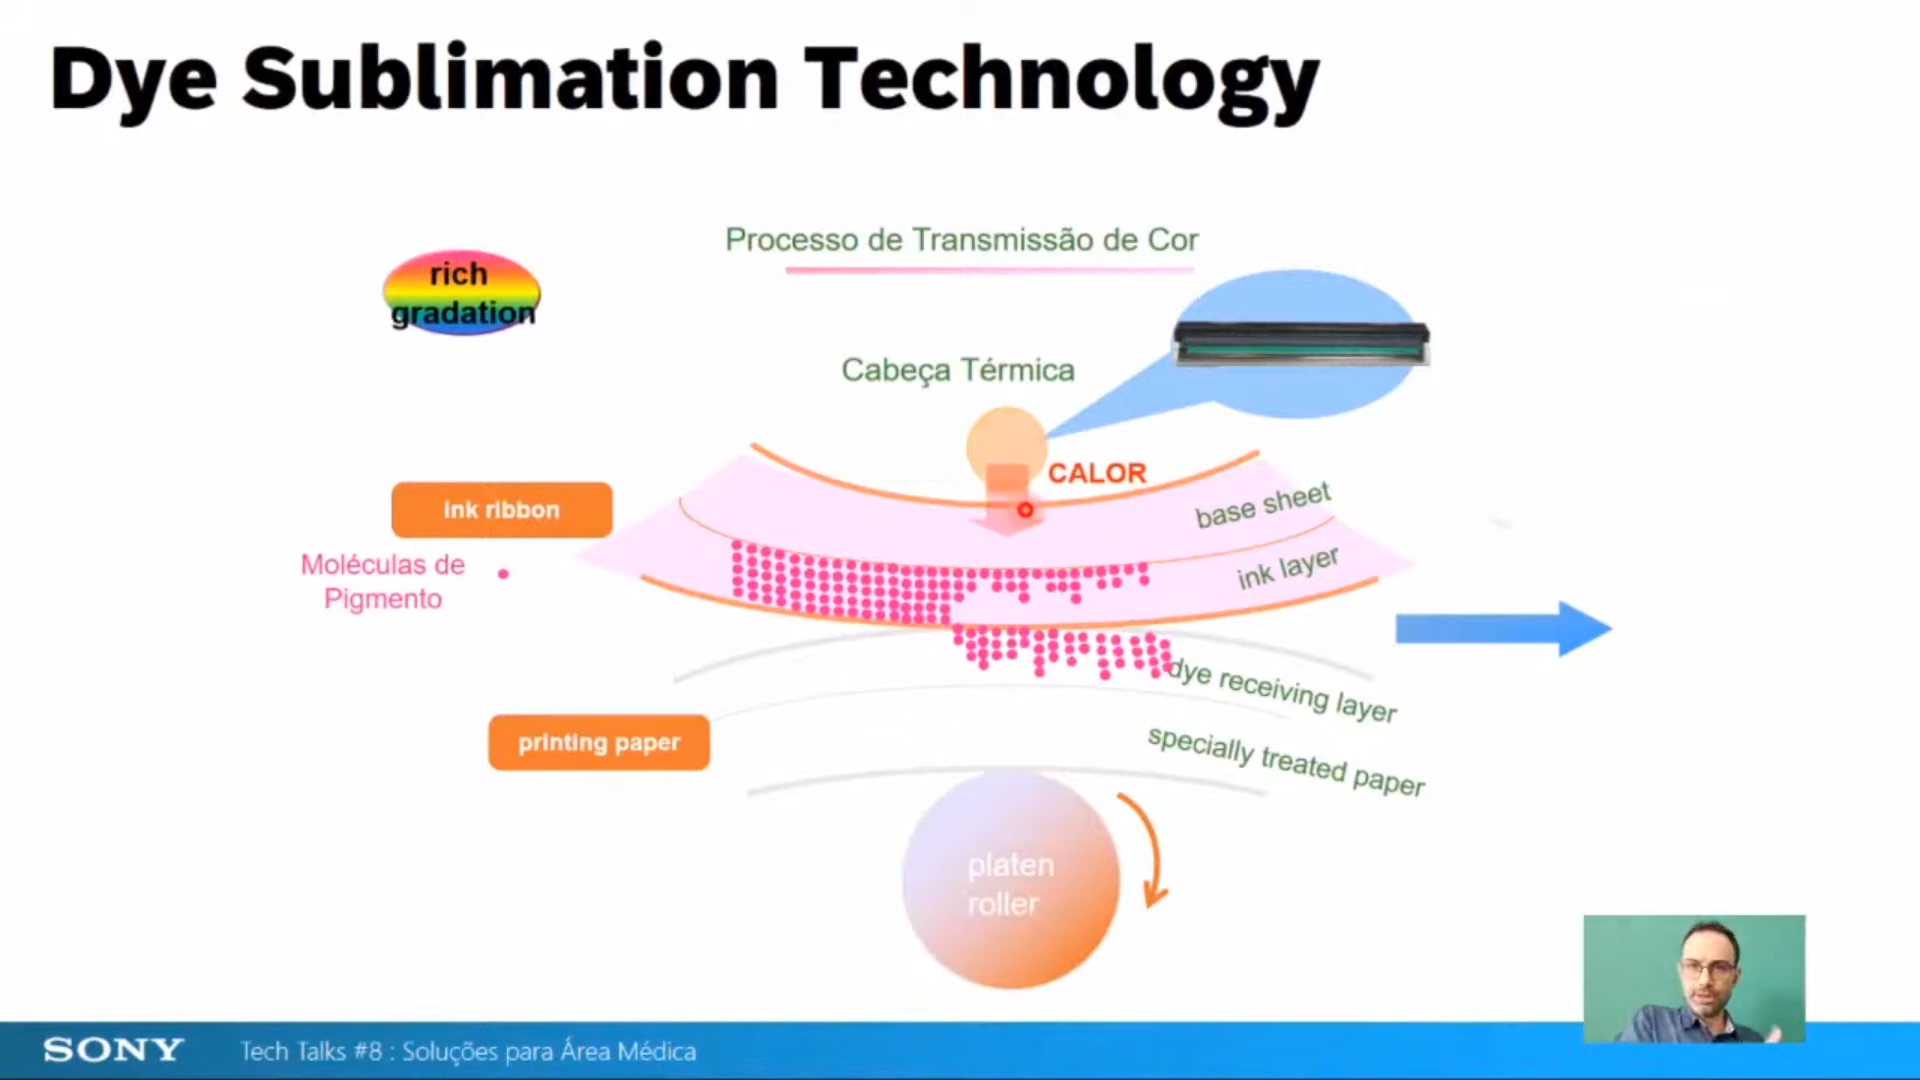 Dye Sublimation Technology
Processo de Transmissão de Cor
rich
gradation
Cabeça Térmica
CALOR
base sheet
ink ribbon
ink layer
Moléculas de
Pigmento
dye receiving layer
printing paper
specially treated paper
platen
roller
SONY
Tech Talks #8 : Soluções para Área Médica